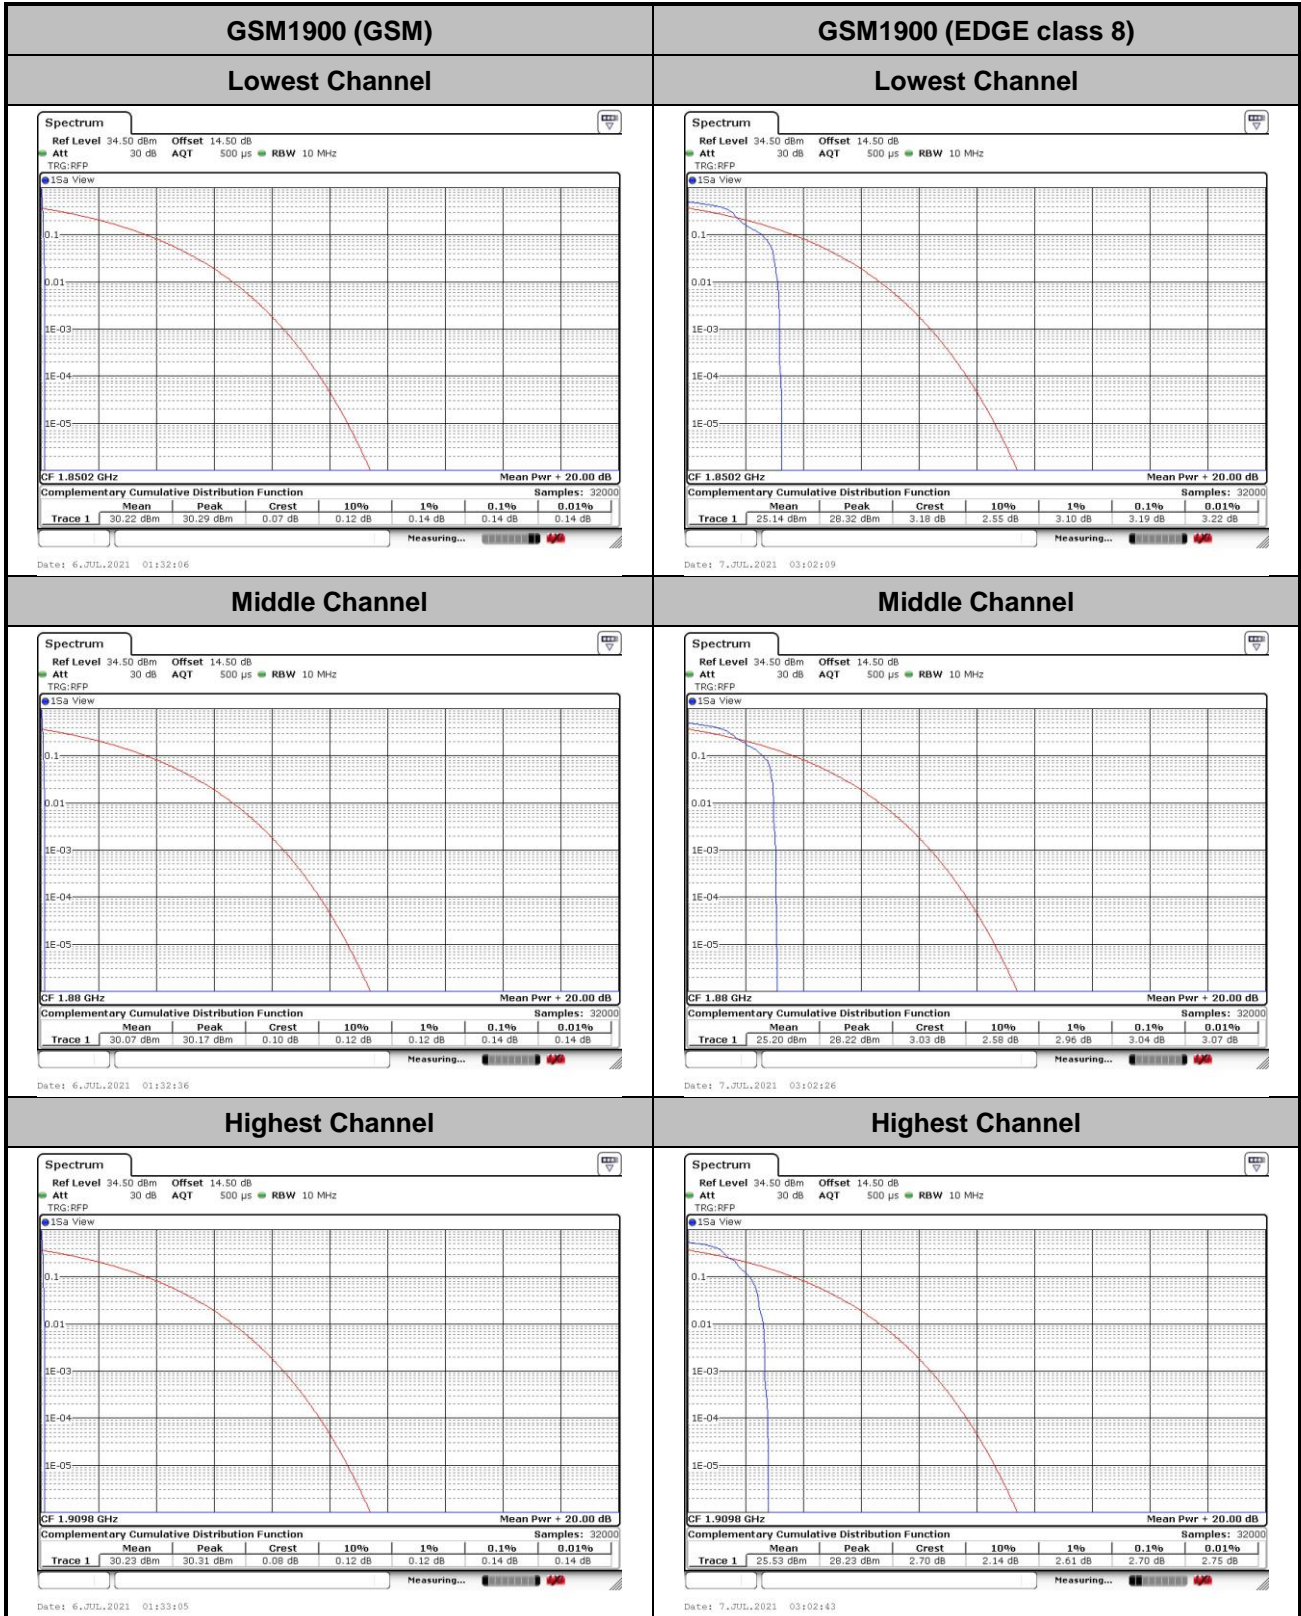 GSM1900 (GSM) GSM1900 (EDGE class 8)
Lowest Channel Lowest Channel
Spectrum
Ref Level 34.50 dBm Offset 14.50 dB
Att 30 dB AQT 500 µs RBW 10 MHz
TRG:RFP
1Sa View
0.1
0.01
1E-03
1E-04
1E-05
CF 1.8502 GHz Mean Pwr + 20.00 dB
Complementary Cumulative Distribution Function Samples: 32000
Mean Peak Crest 10% 1% 0.1% 0.01%
Trace 1 30.22 dBm 30.29 dBm 0.07 dB 0.12 dB 0.14 dB 0.14 dB 0.14 dB
Measuring...
Date: 6.JUL.2021 01:32:06
Spectrum
Ref Level 34.50 dBm Offset 14.50 dB
Att 30 dB AQT 500 µs RBW 10 MHz
TRG:RFP
1Sa View
0.1
0.01
1E-03
1E-04
1E-05
CF 1.8502 GHz Mean Pwr + 20.00 dB
Complementary Cumulative Distribution Function Samples: 32000
Mean Peak Crest 10% 1% 0.1% 0.01%
Trace 1 25.14 dBm 28.32 dBm 3.18 dB 2.55 dB 3.10 dB 3.19 dB 3.22 dB
Measuring...
Date: 7.JUL.2021 03:02:09
Middle Channel Middle Channel
Spectrum
Ref Level 34.50 dBm Offset 14.50 dB
Att 30 dB AQT 500 µs RBW 10 MHz
TRG:RFP
1Sa View
0.1
0.01
1E-03
1E-04
1E-05
CF 1.88 GHz Mean Pwr + 20.00 dB
Complementary Cumulative Distribution Function Samples: 32000
Mean Peak Crest 10% 1% 0.1% 0.01%
Trace 1 30.07 dBm 30.17 dBm 0.10 dB 0.12 dB 0.12 dB 0.14 dB 0.14 dB
Measuring...
Date: 6.JUL.2021 01:32:36
Spectrum
Ref Level 34.50 dBm Offset 14.50 dB
Att 30 dB AQT 500 µs RBW 10 MHz
TRG:RFP
1Sa View
0.1
0.01
1E-03
1E-04
1E-05
CF 1.88 GHz Mean Pwr + 20.00 dB
Complementary Cumulative Distribution Function Samples: 32000
Mean Peak Crest 10% 1% 0.1% 0.01%
Trace 1 25.20 dBm 28.22 dBm 3.03 dB 2.58 dB 2.96 dB 3.04 dB 3.07 dB
Measuring...
Date: 7.JUL.2021 03:02:26
Highest Channel Highest Channel
Spectrum
Ref Level 34.50 dBm Offset 14.50 dB
Att 30 dB AQT 500 µs RBW 10 MHz
TRG:RFP
1Sa View
0.1
0.01
1E-03
1E-04
1E-05
CF 1.9098 GHz Mean Pwr + 20.00 dB
Complementary Cumulative Distribution Function Samples: 32000
Mean Peak Crest 10% 1% 0.1% 0.01%
Trace 1 30.23 dBm 30.31 dBm 0.08 dB 0.12 dB 0.12 dB 0.14 dB 0.14 dB
Measuring...
Date: 6.JUL.2021 01:33:05
Spectrum
Ref Level 34.50 dBm Offset 14.50 dB
Att 30 dB AQT 500 µs RBW 10 MHz
TRG:RFP
1Sa View
0.1
0.01
1E-03
1E-04
1E-05
CF 1.9098 GHz Mean Pwr + 20.00 dB
Complementary Cumulative Distribution Function Samples: 32000
Mean Peak Crest 10% 1% 0.1% 0.01%
Trace 1 25.53 dBm 28.23 dBm 2.70 dB 2.14 dB 2.61 dB 2.70 dB 2.75 dB
Measuring...
Date: 7.JUL.2021 03:02:43